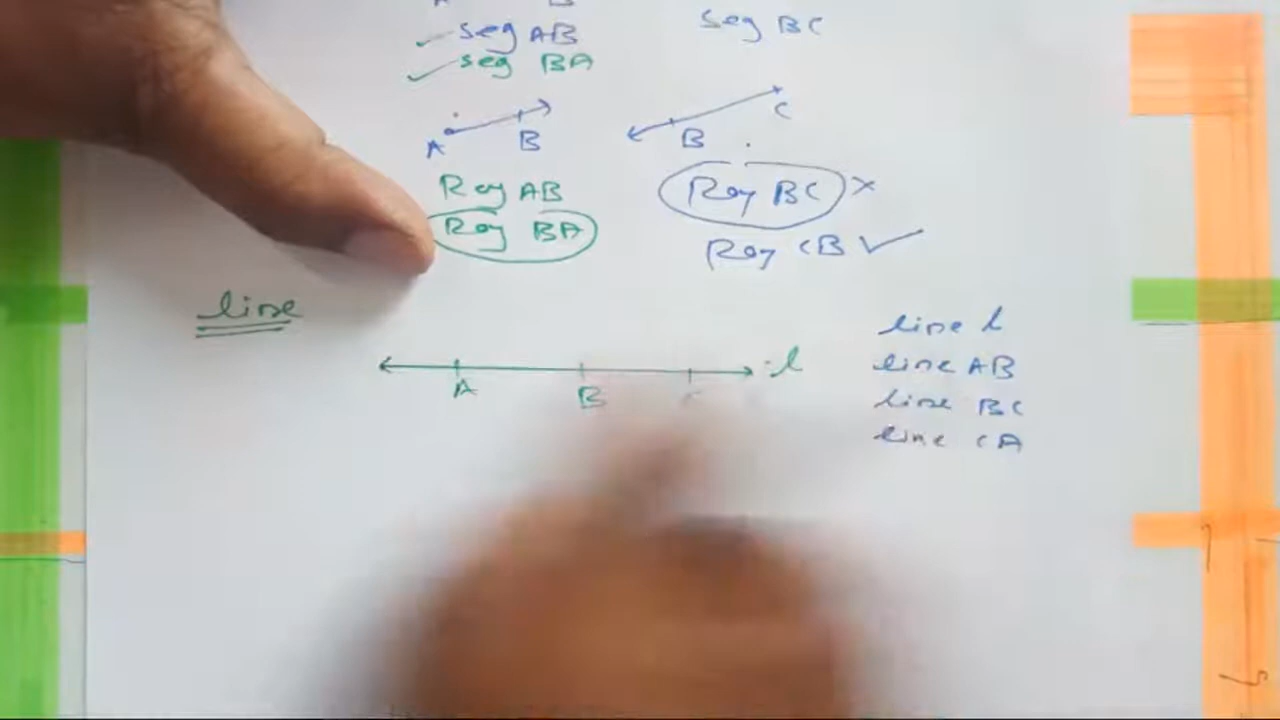 seg AB
seg BC
seg BA
A B
B C
Ray AB
Ray BC ×
Ray BA
Ray CB ✓
line
l
A B
line l
line AB
line BC
line CA